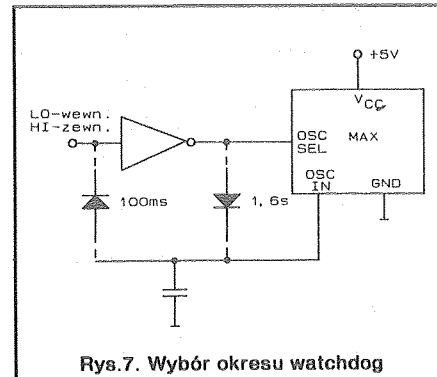 +5V
LO-wewn.
HI-zewn.
VCC
OSC
SEL
MAX
OSC
IN
GND
100ms
1,6s
Rys.7. Wybór okresu watchdog